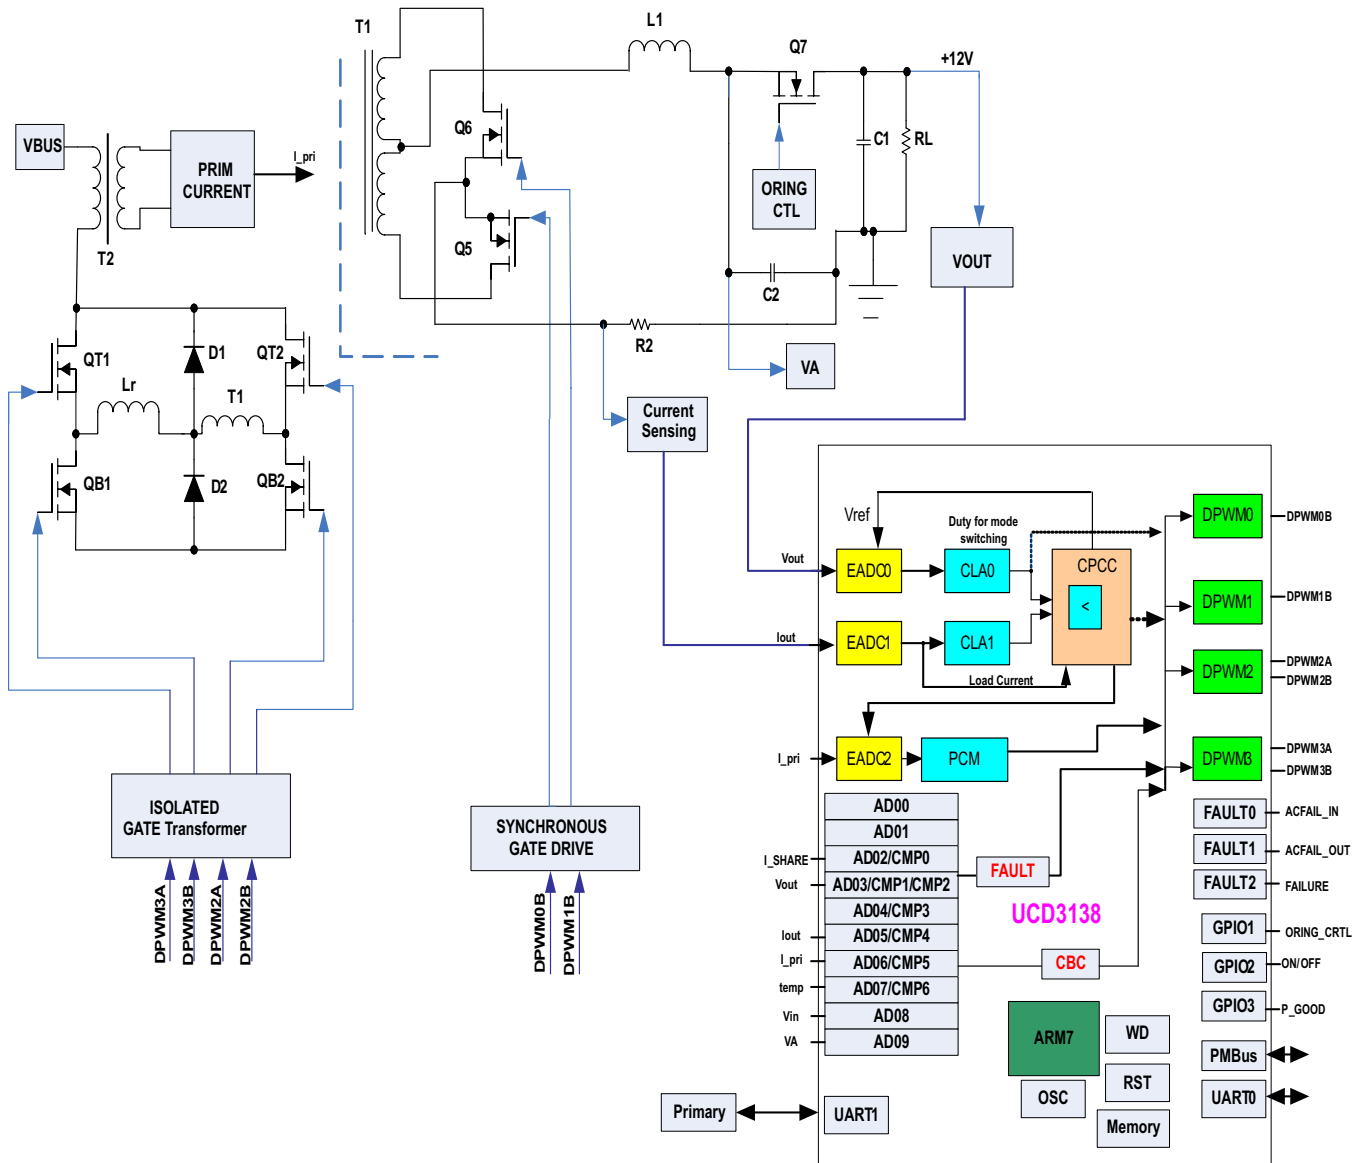 T1
L1
Q7
+12V
VBUS
PRIM
CURRENT
I_pri
Q6
C1
RL
ORING
CTL
T2
Q5
VOUT
C2
R2
VA
QT1
D1
QT2
Lr
T1
QB1
D2
QB2
Current
Sensing
Vref
Duty for mode
switching
DPWM0
DPWM0B
Vout
EADC0
CLA0
CPCC
<
DPWM1
DPWM1B
Iout
EADC1
CLA1
Load Current
DPWM2
DPWM2A
DPWM2B
I_pri
EADC2
PCM
DPWM3
DPWM3A
DPWM3B
ISOLATED
GATE Transformer
SYNCHRONOUS
GATE DRIVE
DPWM3A
DPWM3B
DPWM2A
DPWM2B
DPWM0B
DPWM1B
AD00
AD01
I_SHARE
AD02/CMP0
Vout
AD03/CMP1/CMP2
AD04/CMP3
Iout
AD05/CMP4
I_pri
AD06/CMP5
temp
AD07/CMP6
Vin
AD08
VA
AD09
FAULT
UCD3138
CBC
FAULT0
ACFAIL_IN
FAULT1
ACFAIL_OUT
FAULT2
FAILURE
GPIO1
ORING_CRTL
GPIO2
ON/OFF
GPIO3
P_GOOD
ARM7
WD
PMBus
OSC
RST
UART0
Memory
Primary
UART1